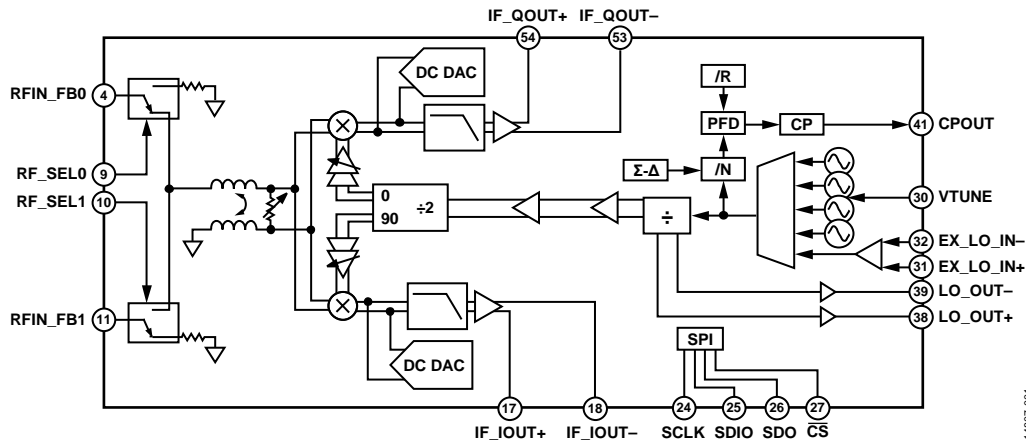 IF_QOUT+ IF_QOUT–
54 53
DC DAC
/R
RFIN_FB0 4
PFD CP 41 CPOUT
RF_SEL0 9
Σ-Δ /N
RF_SEL1 10
0
90
÷2
÷
30 VTUNE
32 EX_LO_IN–
31 EX_LO_IN+
39 LO_OUT–
38 LO_OUT+
RFIN_FB1 11
DC DAC
SPI
17 18 24 25 26 27
IF_IOUT+ IF_IOUT– SCLK SDIO SDO CS